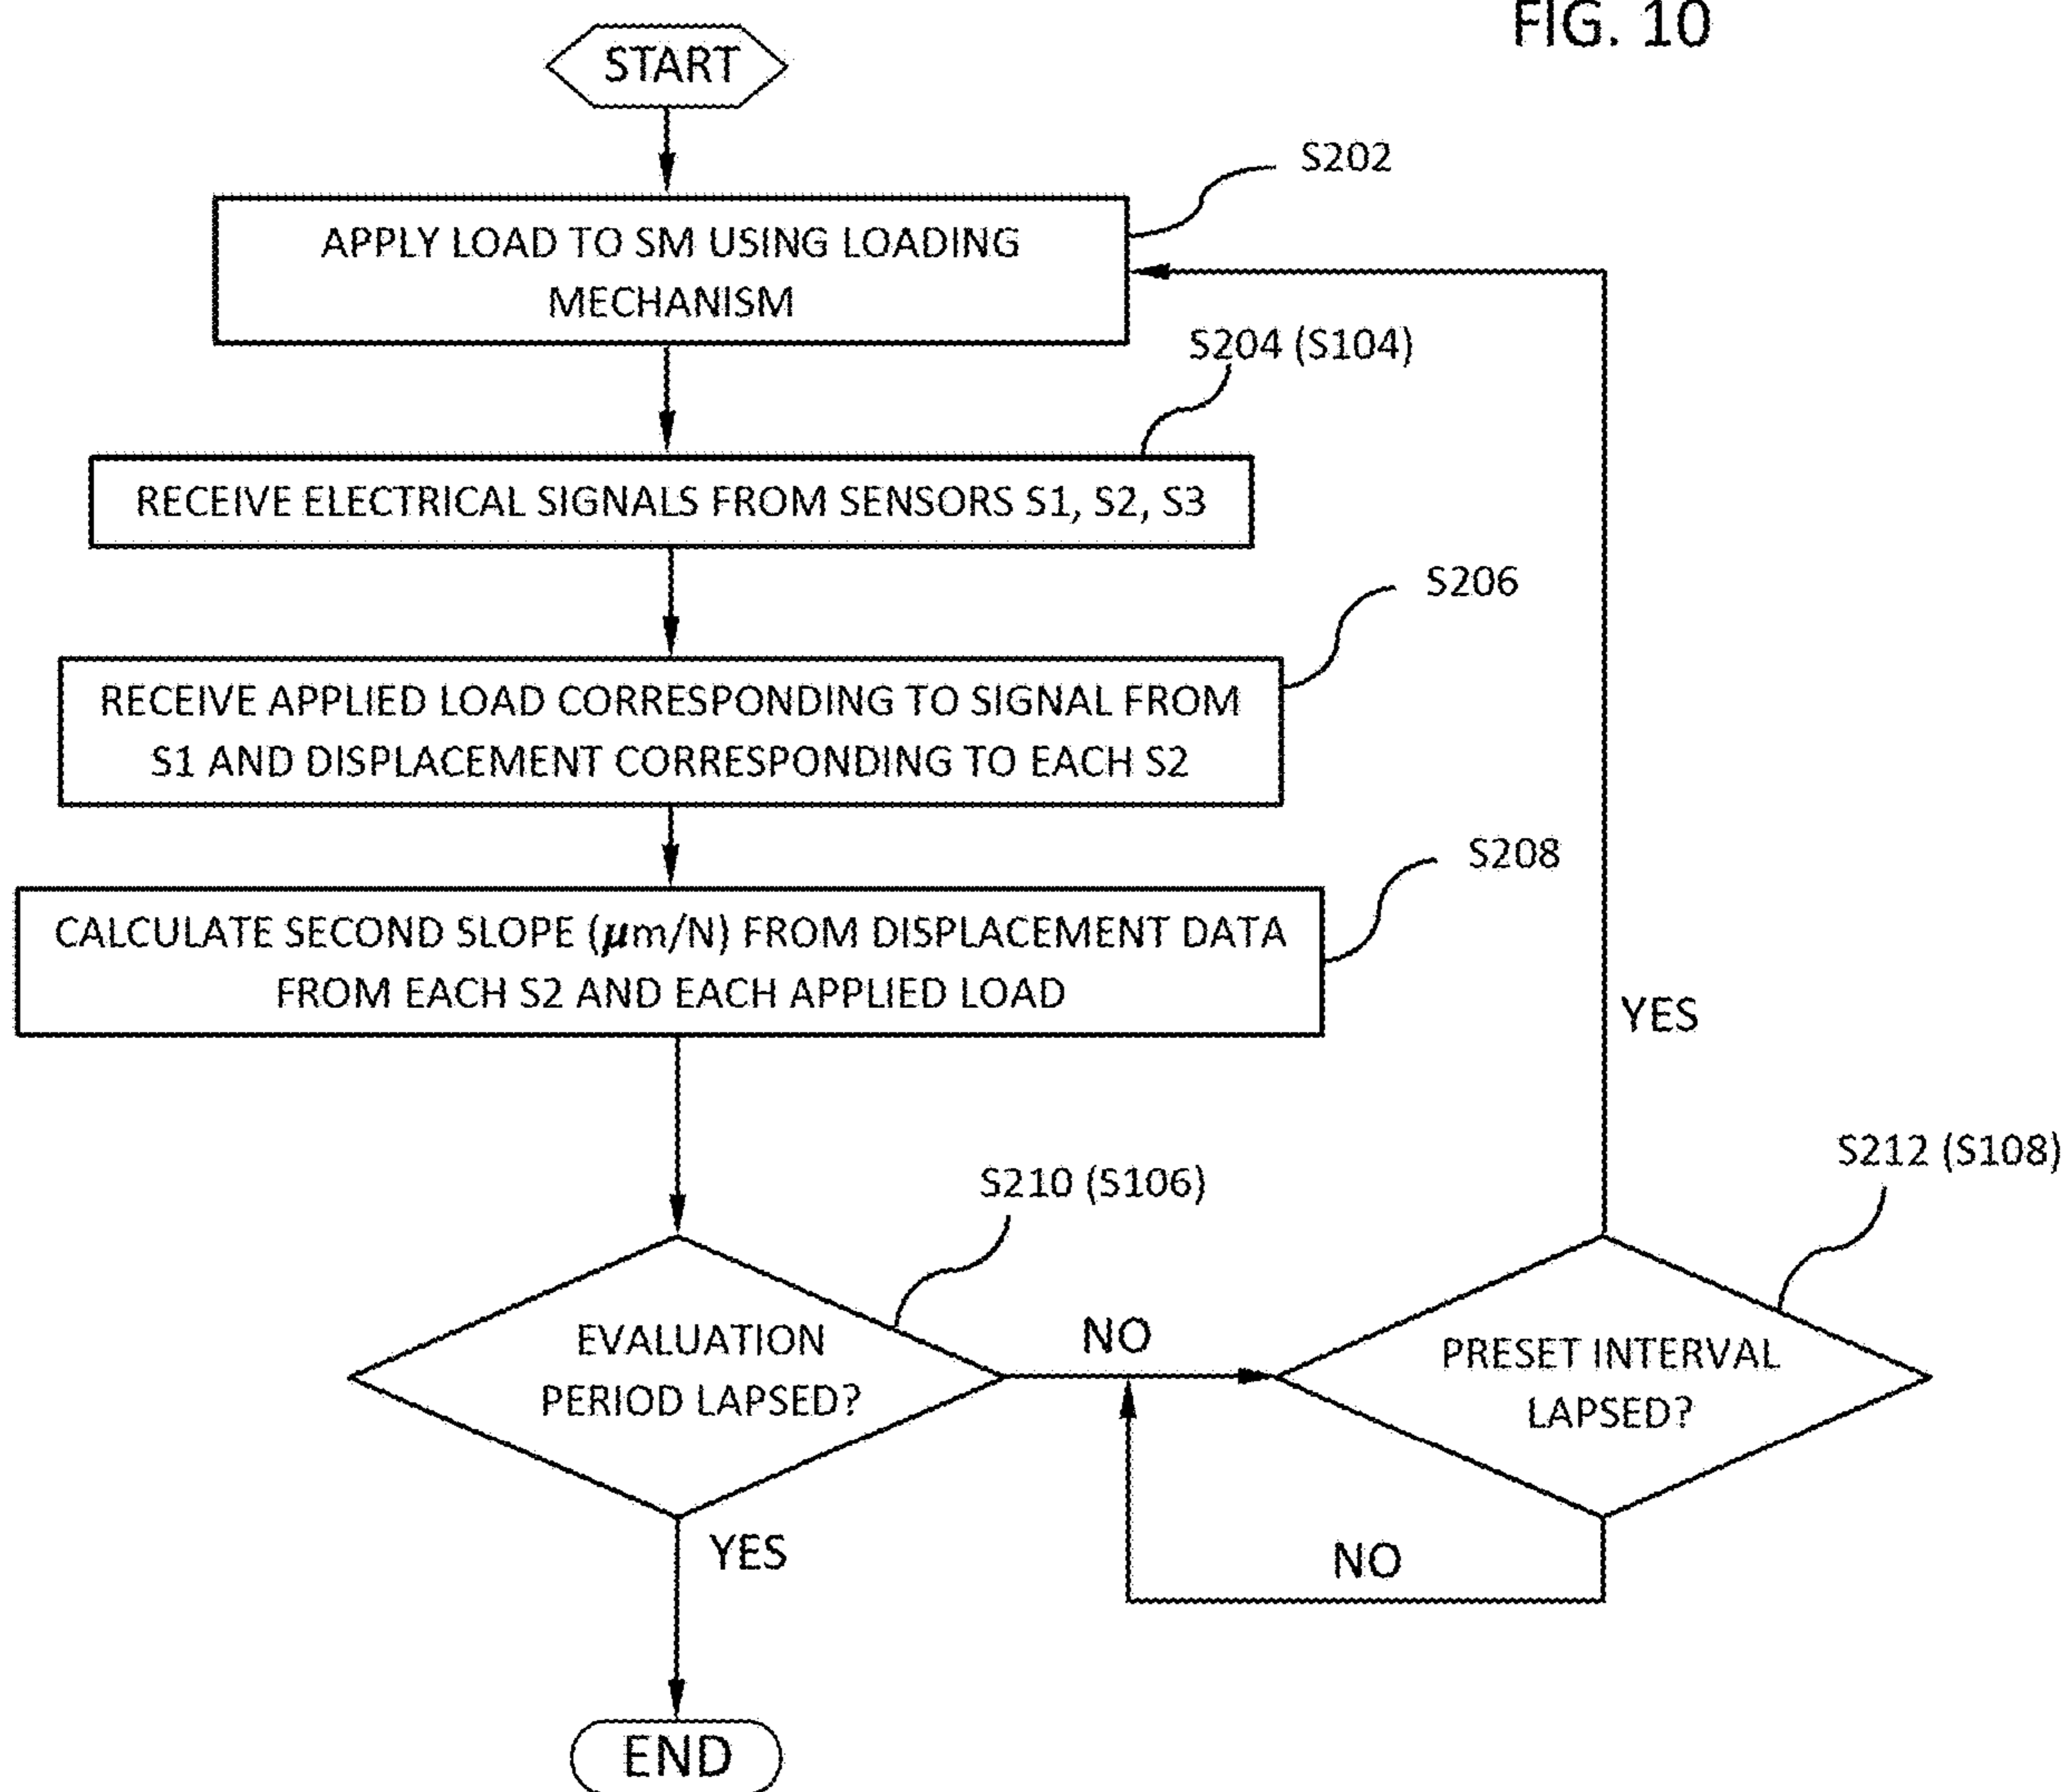 FIG. 10
START
S202
APPLY LOAD TO SM USING LOADING
MECHANISM
S204 (S104)
RECEIVE ELECTRICAL SIGNALS FROM SENSORS S1, S2, S3
S206
RECEIVE APPLIED LOAD CORRESPONDING TO SIGNAL FROM
S1 AND DISPLACEMENT CORRESPONDING TO EACH S2
S208
CALCULATE SECOND SLOPE (μm/N) FROM DISPLACEMENT DATA
FROM EACH S2 AND EACH APPLIED LOAD
YES
S212 (S108)
S210 (S106)
EVALUATION
PERIOD LAPSED?
NO
PRESET INTERVAL
LAPSED?
YES
NO
END